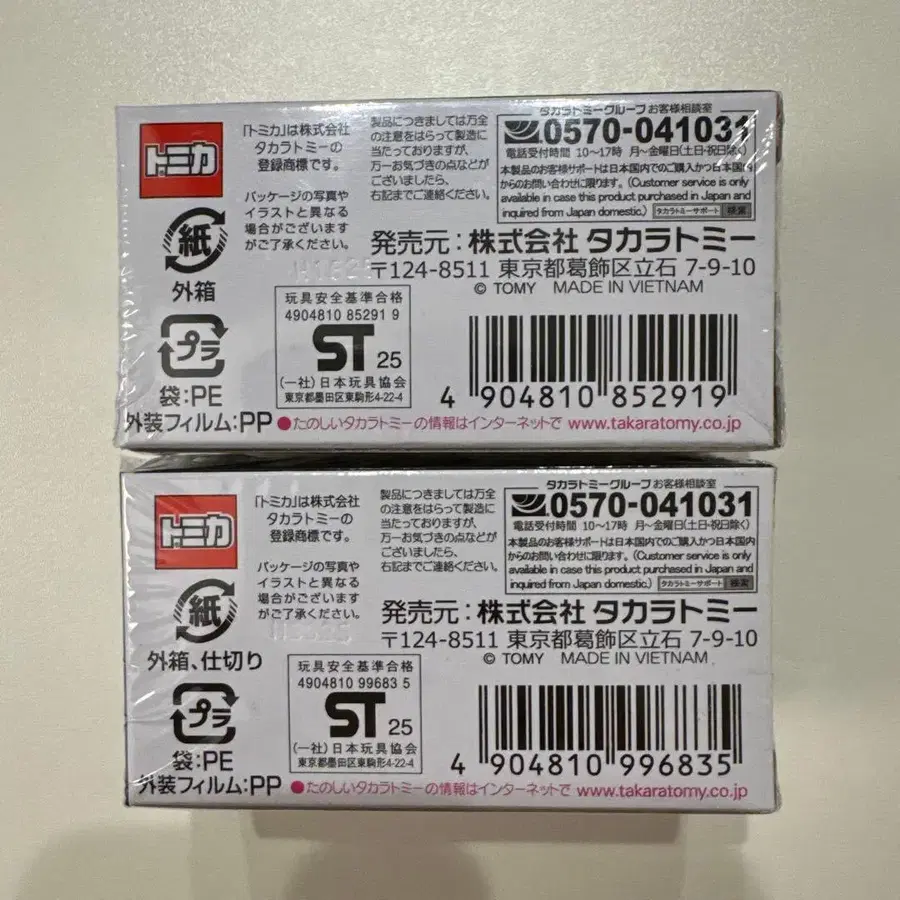 トミカ
「トミカ」は株式会社
タカラトミーの
登録商標です。
パッケージの写真や
イラストと異なる
場合がございます
がご了承ください。
製品につきましては万全
の注意をはらって製造に
当たっておりますが、
万一お気づきの点などが
ございましたら、
右記までご連絡ください。
タカラトミーグループ お客様相談室
0570-041031
電話受付時間 10〜17時 月〜金曜日(土日・祝日除く)
本製品のお客様サポートは日本国内でのご購入かつ日本国内
からのお問い合わせに限ります。(Customer service is only
available in case this product purchased in Japan and
inquired from Japan domestic.) タカラトミーサポート 検索
発売元:株式会社 タカラトミー
〒124-8511 東京都葛飾区立石 7-9-10
© TOMY MADE IN VIETNAM
紙
外箱
プラ
袋:PE
外装フィルム:PP
玩具安全基準合格
4904810 85291 9
ST 25
(一社)日本玩具協会
東京都墨田区東駒形4-22-4
4 904810 852919
●たのしいタカラトミーの情報はインターネットで www.takaratomy.co.jp
トミカ
「トミカ」は株式会社
タカラトミーの
登録商標です。
パッケージの写真や
イラストと異なる
場合がございます
がご了承ください。
製品につきましては万全
の注意をはらって製造に
当たっておりますが、
万一お気づきの点などが
ございましたら、
右記までご連絡ください。
タカラトミーグループ お客様相談室
0570-041031
電話受付時間 10〜17時 月〜金曜日(土日・祝日除く)
本製品のお客様サポートは日本国内でのご購入かつ日本国内
からのお問い合わせに限ります。(Customer service is only
available in case this product purchased in Japan and
inquired from Japan domestic.) タカラトミーサポート 検索
発売元:株式会社 タカラトミー
〒124-8511 東京都葛飾区立石 7-9-10
© TOMY MADE IN VIETNAM
紙
外箱、仕切り
プラ
袋:PE
外装フィルム:PP
玩具安全基準合格
4904810 99683 5
ST 25
(一社)日本玩具協会
東京都墨田区東駒形4-22-4
4 904810 996835
●たのしいタカラトミーの情報はインターネットで www.takaratomy.co.jp